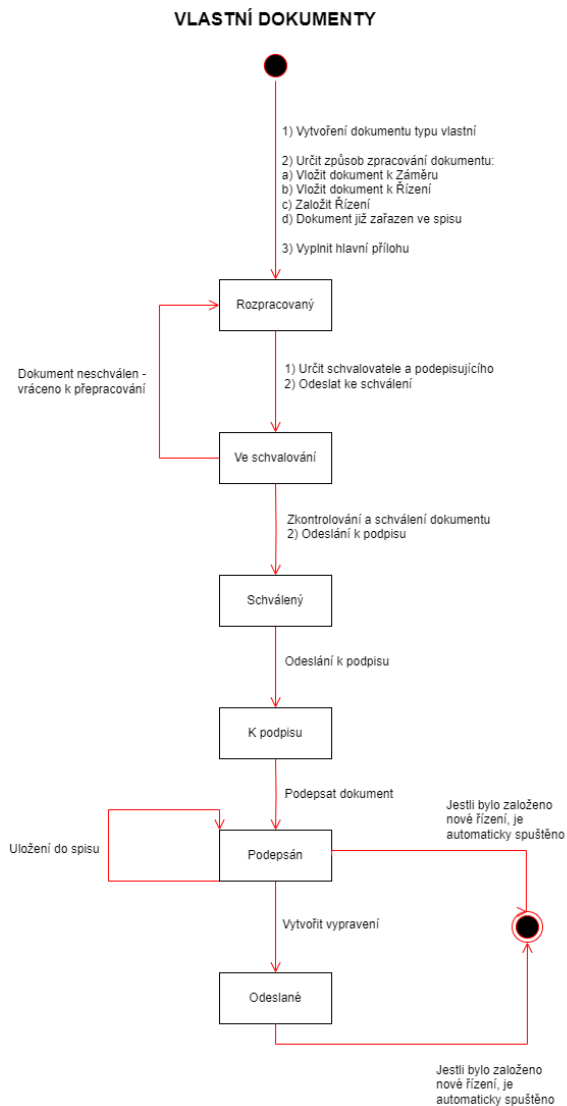 VLASTNÍ DOKUMENTY
1) Vytvoření dokumentu typu vlastní
2) Určit způsob zpracování dokumentu:
a) Vložit dokument k Záměru
b) Vložit dokument k Řízení
c) Založit Řízení
d) Dokument již zařazen ve spisu
3) Vyplnit hlavní přílohu
Rozpracovaný
Dokument neschválen -
vráceno k přepracování
1) Určit schvalovatele a podepisujícího
2) Odeslat ke schválení
Ve schvalování
Zkontrolování a schválení dokumentu
2) Odeslání k podpisu
Schválený
Odeslání k podpisu
K podpisu
Podepsat dokument
Jestli bylo založeno
nové řízení, je
automaticky spuštěno
Uložení do spisu
Podepsán
Vytvořit vypravení
Odeslané
Jestli bylo založeno
nové řízení, je
automaticky spuštěno